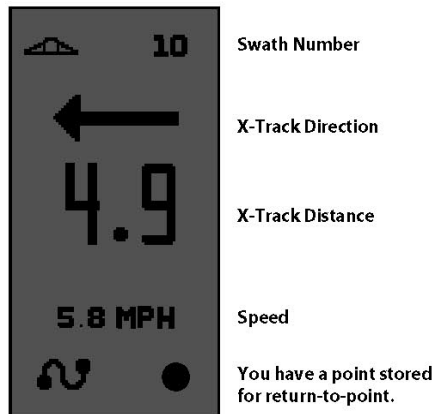 10
Swath Number
X-Track Direction
4.9
X-Track Distance
5.8 MPH
Speed
You have a point stored
for return-to-point.